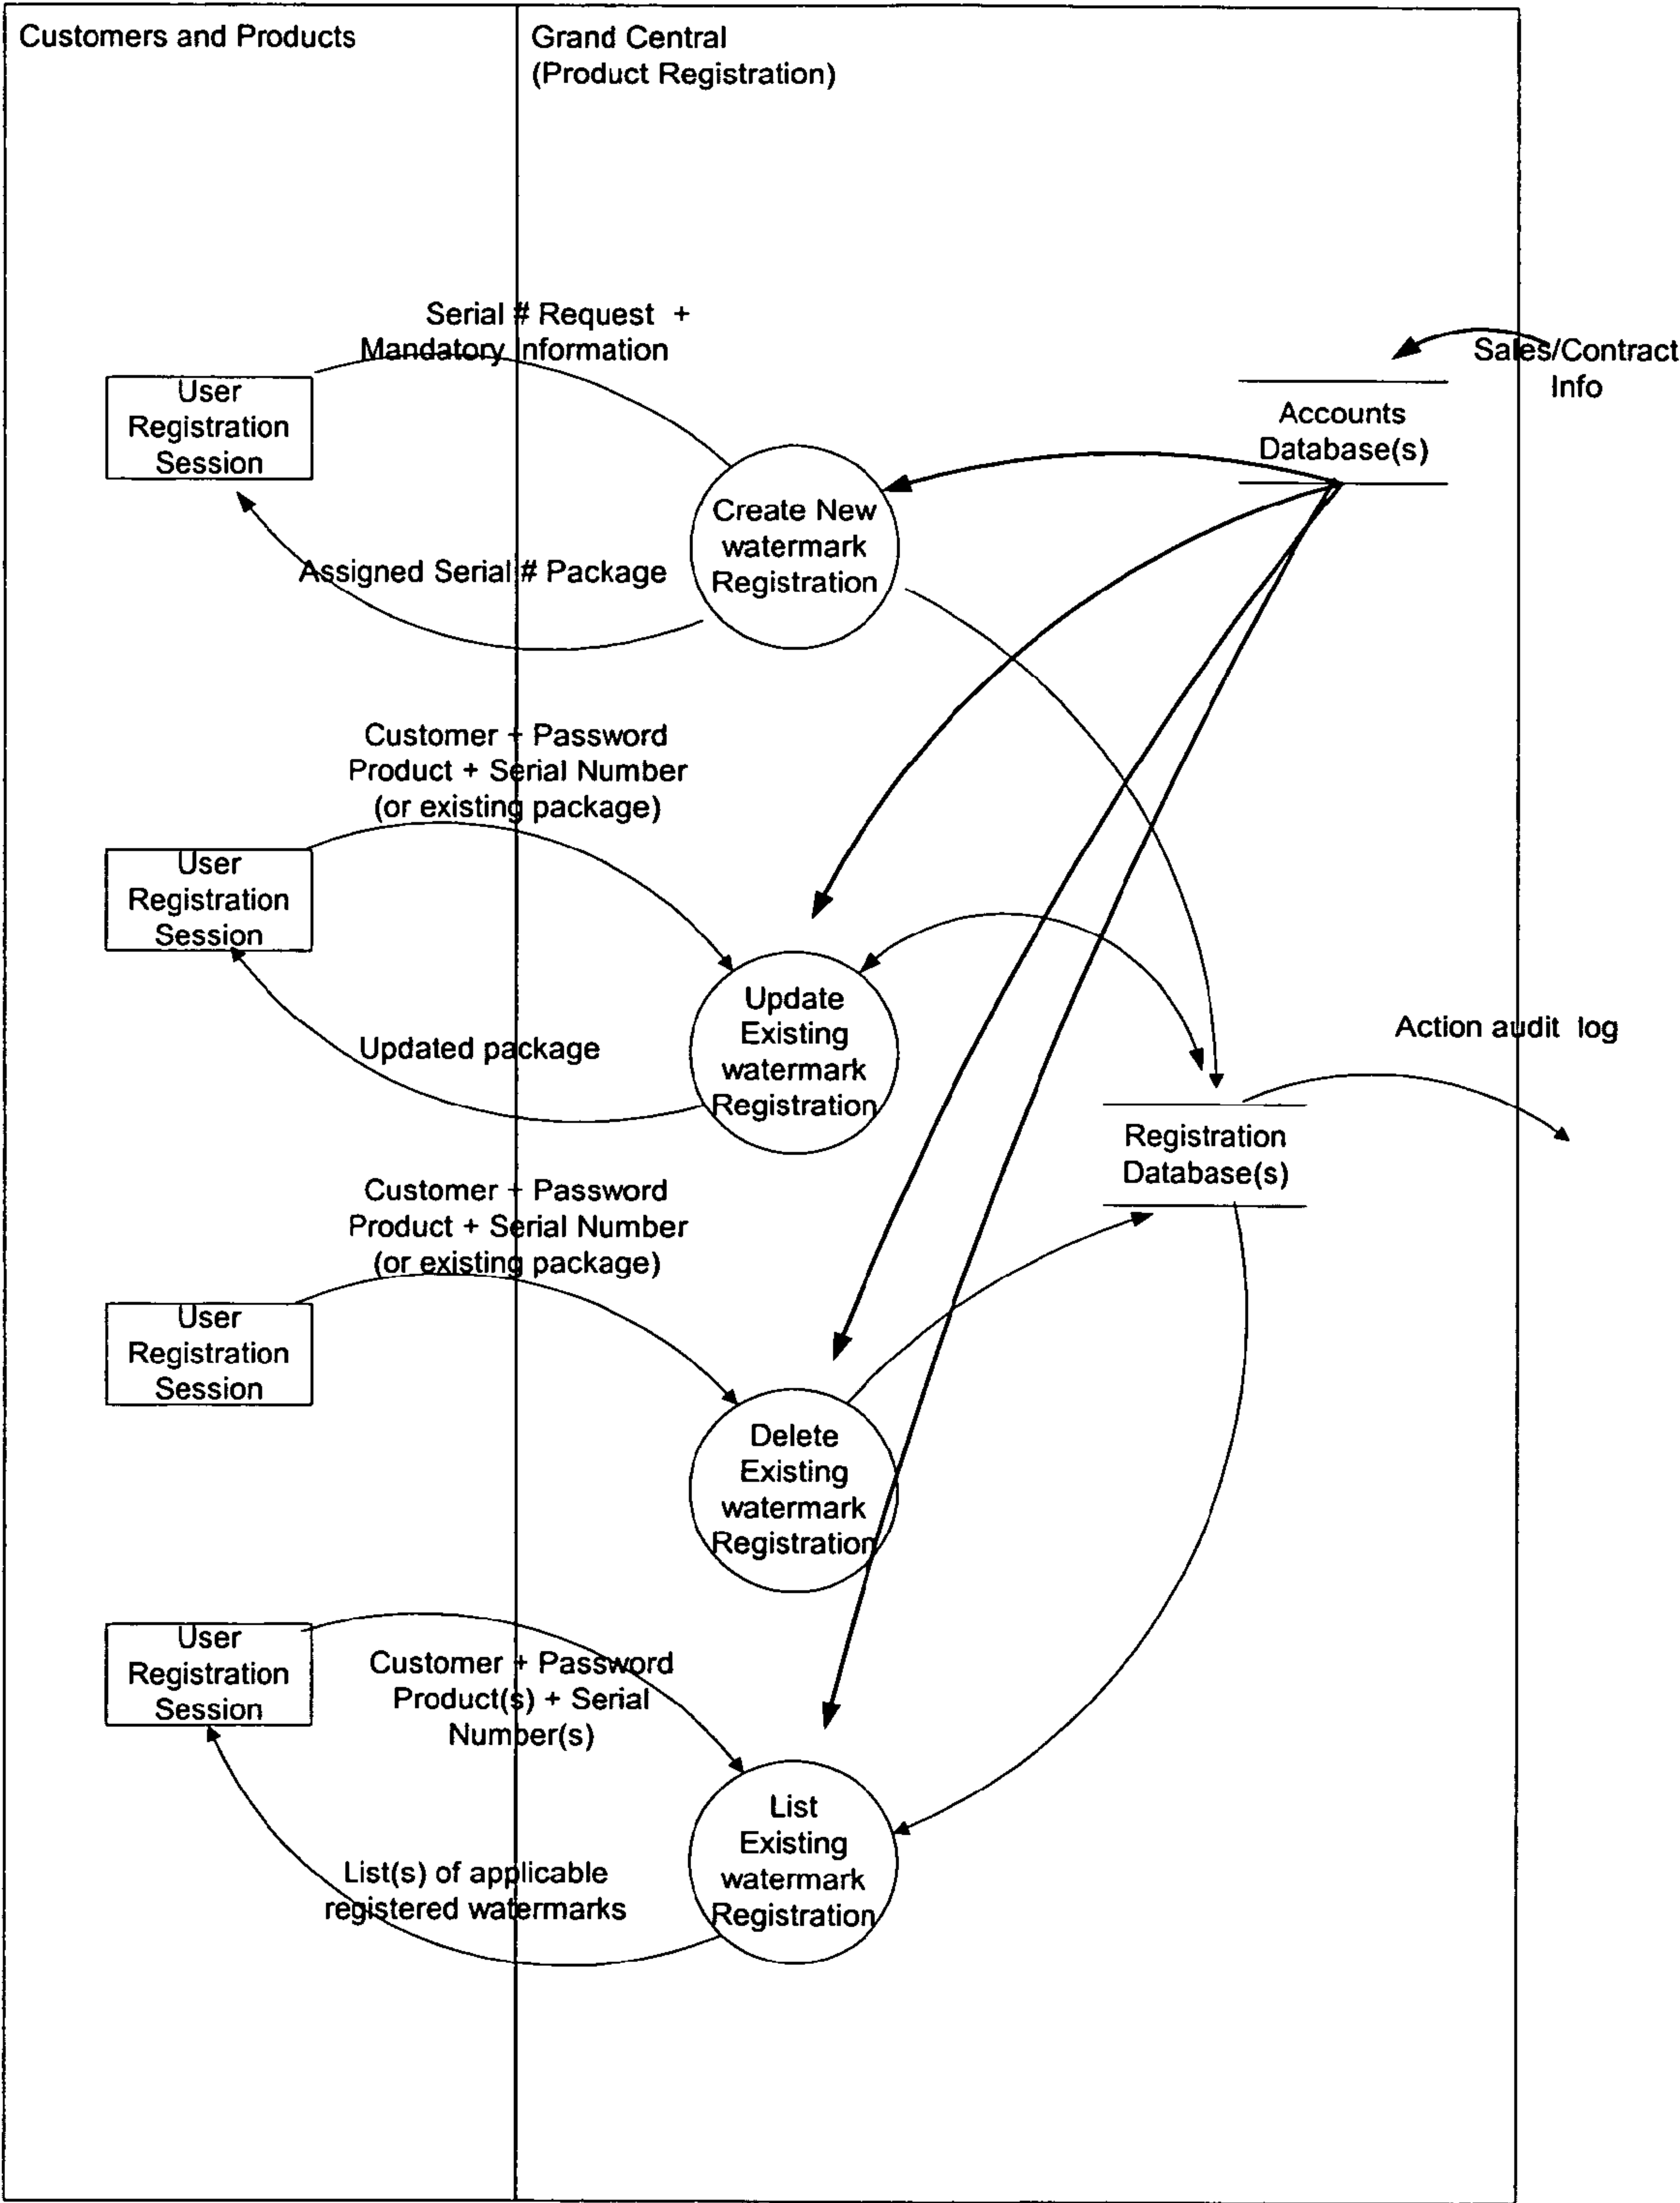 Customers and Products
Grand Central
(Product Registration)
Serial # Request +
Mandatory Information
Sales/Contract
Info
User
Registration
Session
Accounts
Database(s)
Create New
watermark
Registration
Assigned Serial # Package
Customer + Password
Product + Serial Number
(or existing package)
User
Registration
Session
Update
Existing
watermark
Registration
Updated package
Action audit log
Registration
Database(s)
Customer + Password
Product + Serial Number
(or existing package)
User
Registration
Session
Delete
Existing
watermark
Registration
User
Registration
Session
Customer + Password
Product(s) + Serial
Number(s)
List
Existing
watermark
Registration
List(s) of applicable
registered watermarks